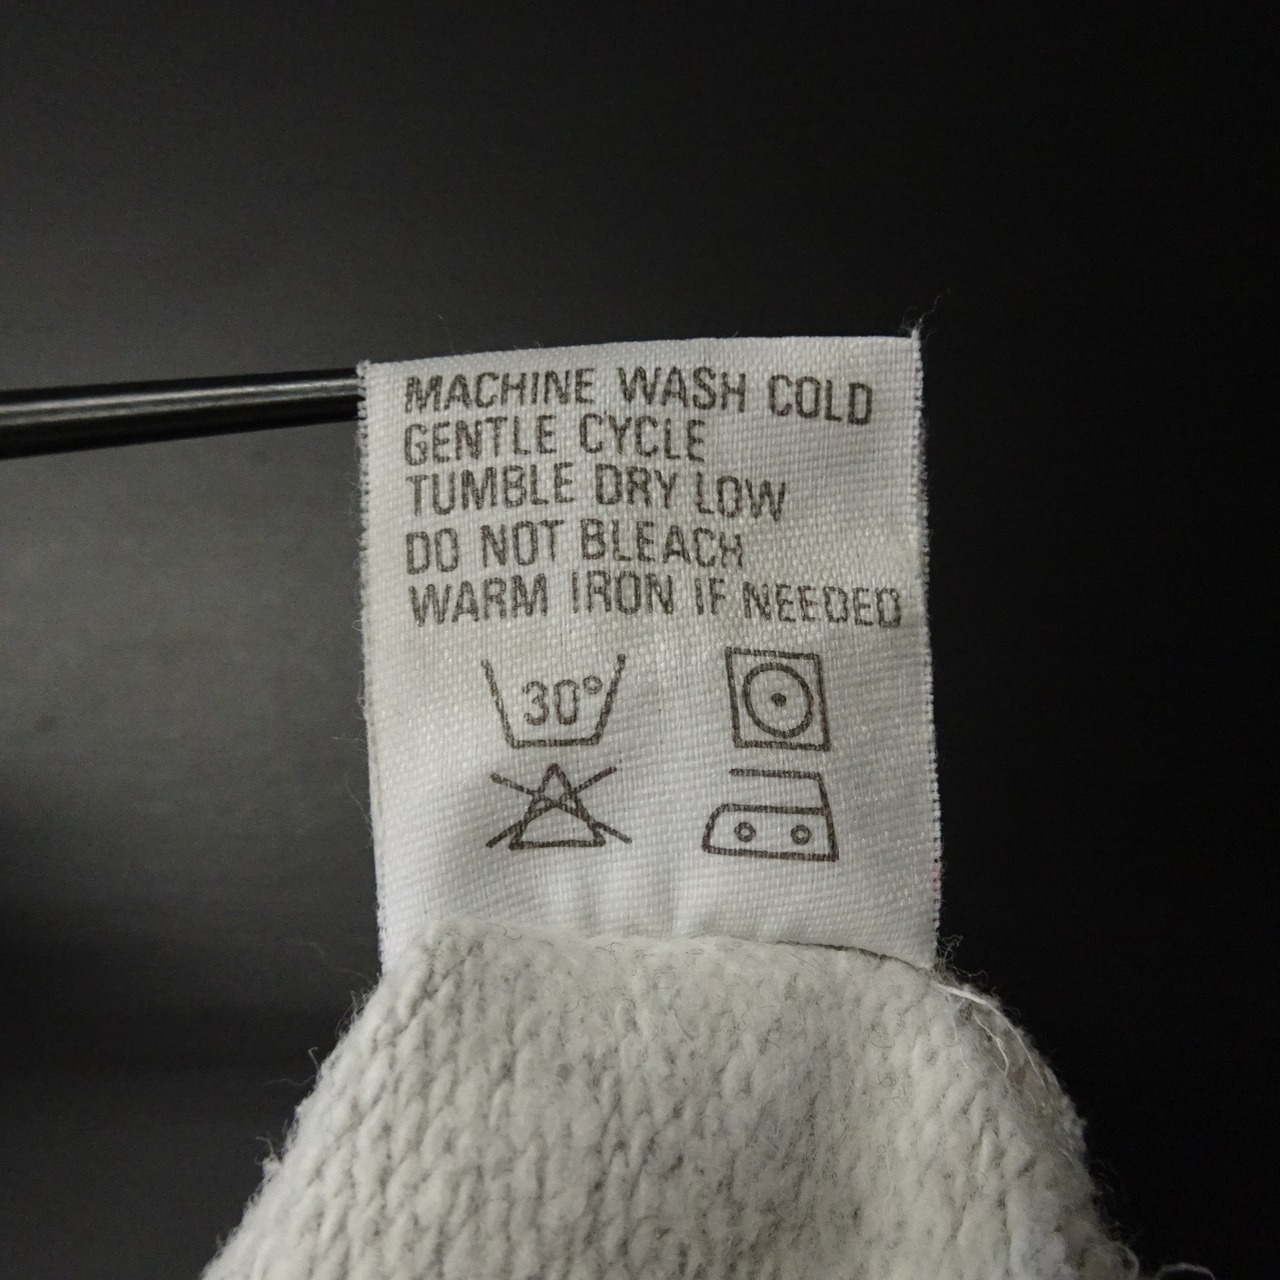 MACHINE WASH COLD
GENTLE CYCLE
TUMBLE DRY LOW
DO NOT BLEACH
WARM IRON IF NEEDED
30°